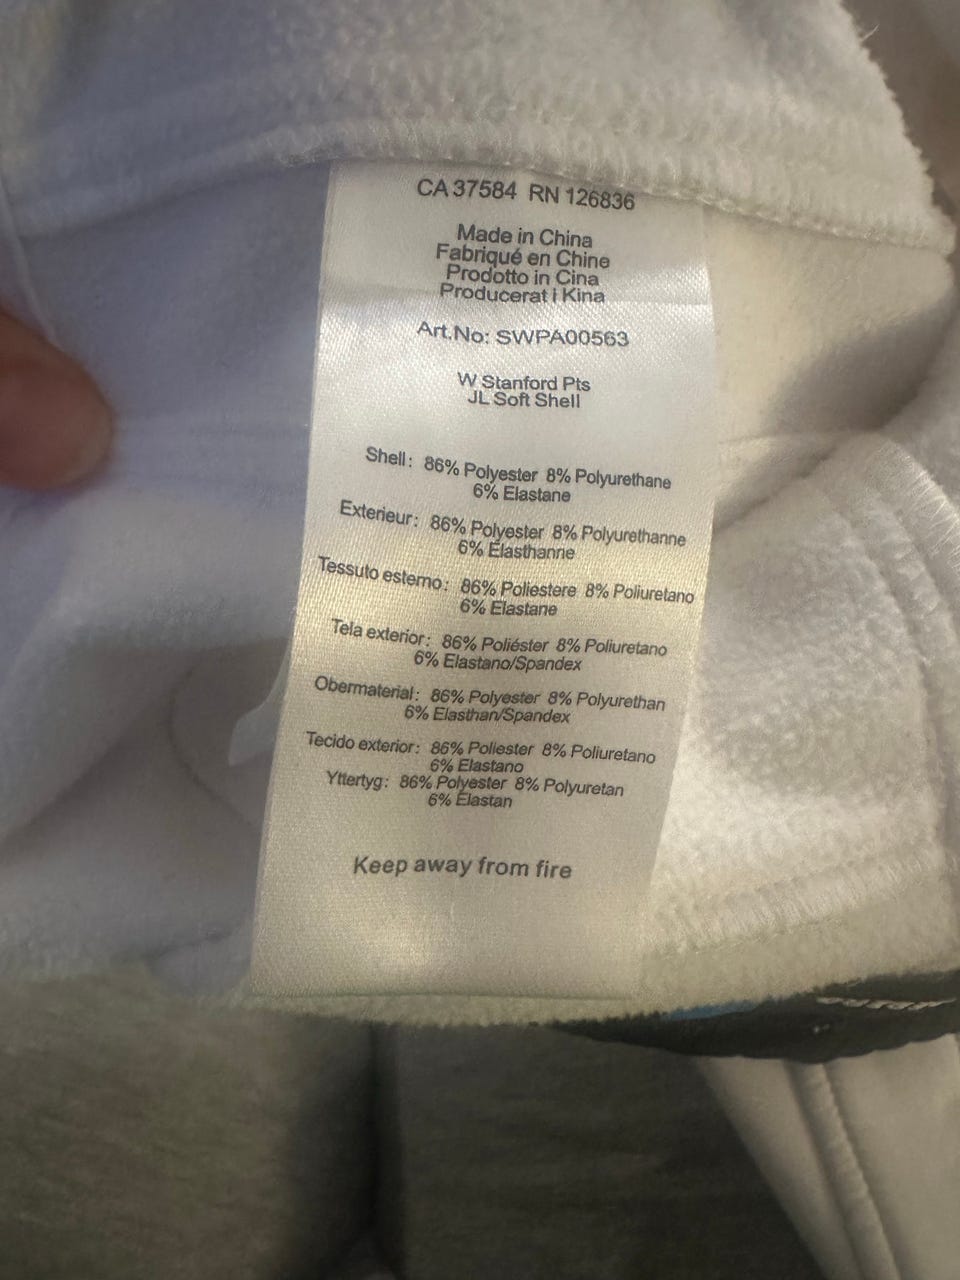 CA 37584 RN 126836
Made in China
Fabriqué en Chine
Prodotto in Cina
Producerat i Kina
Art.No: SWPA00563
W Stanford Pts
JL Soft Shell
Shell: 86% Polyester 8% Polyurethane
6% Elastane
Exterieur: 86% Polyester 8% Polyurethanne
6% Elasthanne
Tessuto esterno: 86% Poliestere 8% Poliuretano
6% Elastane
Tela exterior: 86% Poliéster 8% Poliuretano
6% Elastano/Spandex
Obermaterial: 86% Polyester 8% Polyurethan
6% Elasthan/Spandex
Tecido exterior: 86% Poliester 8% Poliuretano
6% Elastano
Yttertyg: 86% Polyester 8% Polyuretan
6% Elastan
Keep away from fire